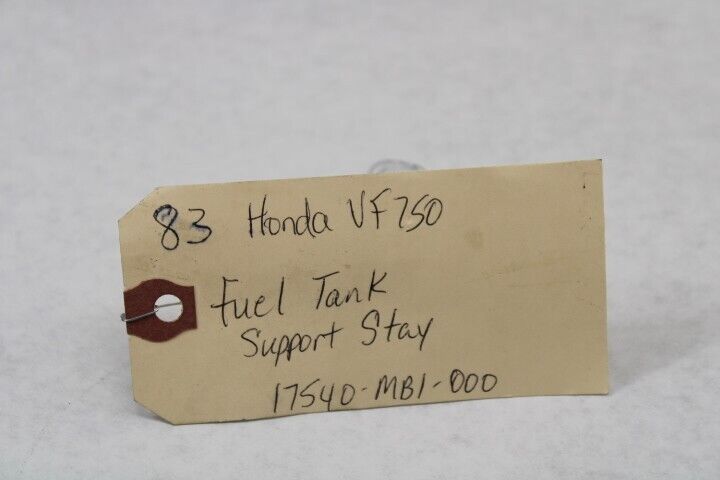 83 Honda VF750
Fuel Tank
Support Stay
17540-MB1-000